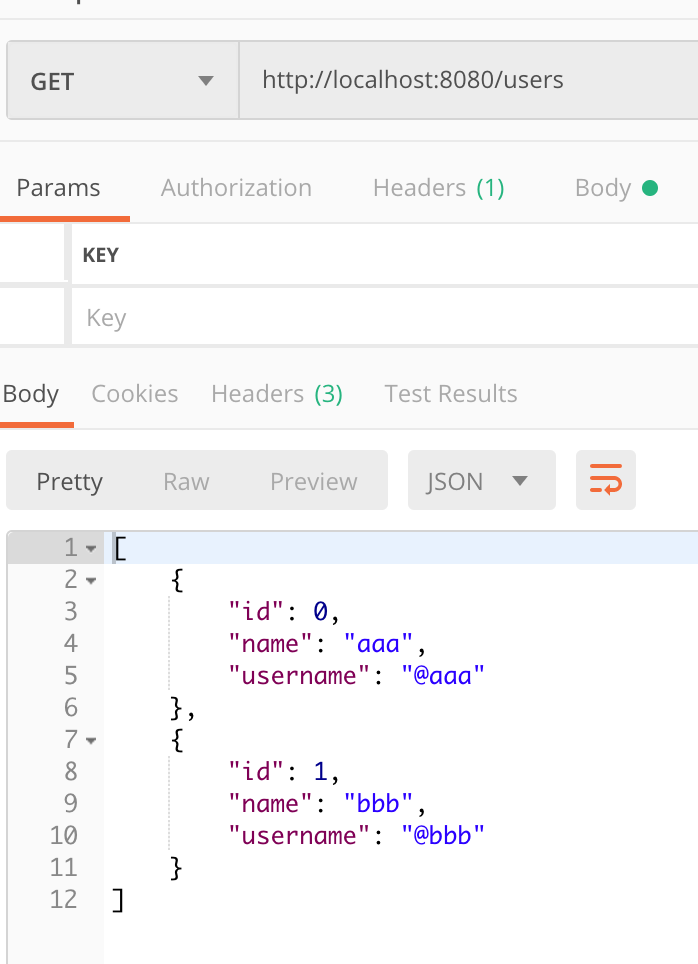 GET http://localhost:8080/users
Params Authorization Headers (1) Body
KEY
Key
Body Cookies Headers (3) Test Results
Pretty Raw Preview JSON
1 [
2 {
3 "id": 0,
4 "name": "aaa",
5 "username": "@aaa"
6 },
7 {
8 "id": 1,
9 "name": "bbb",
10 "username": "@bbb"
11 }
12 ]